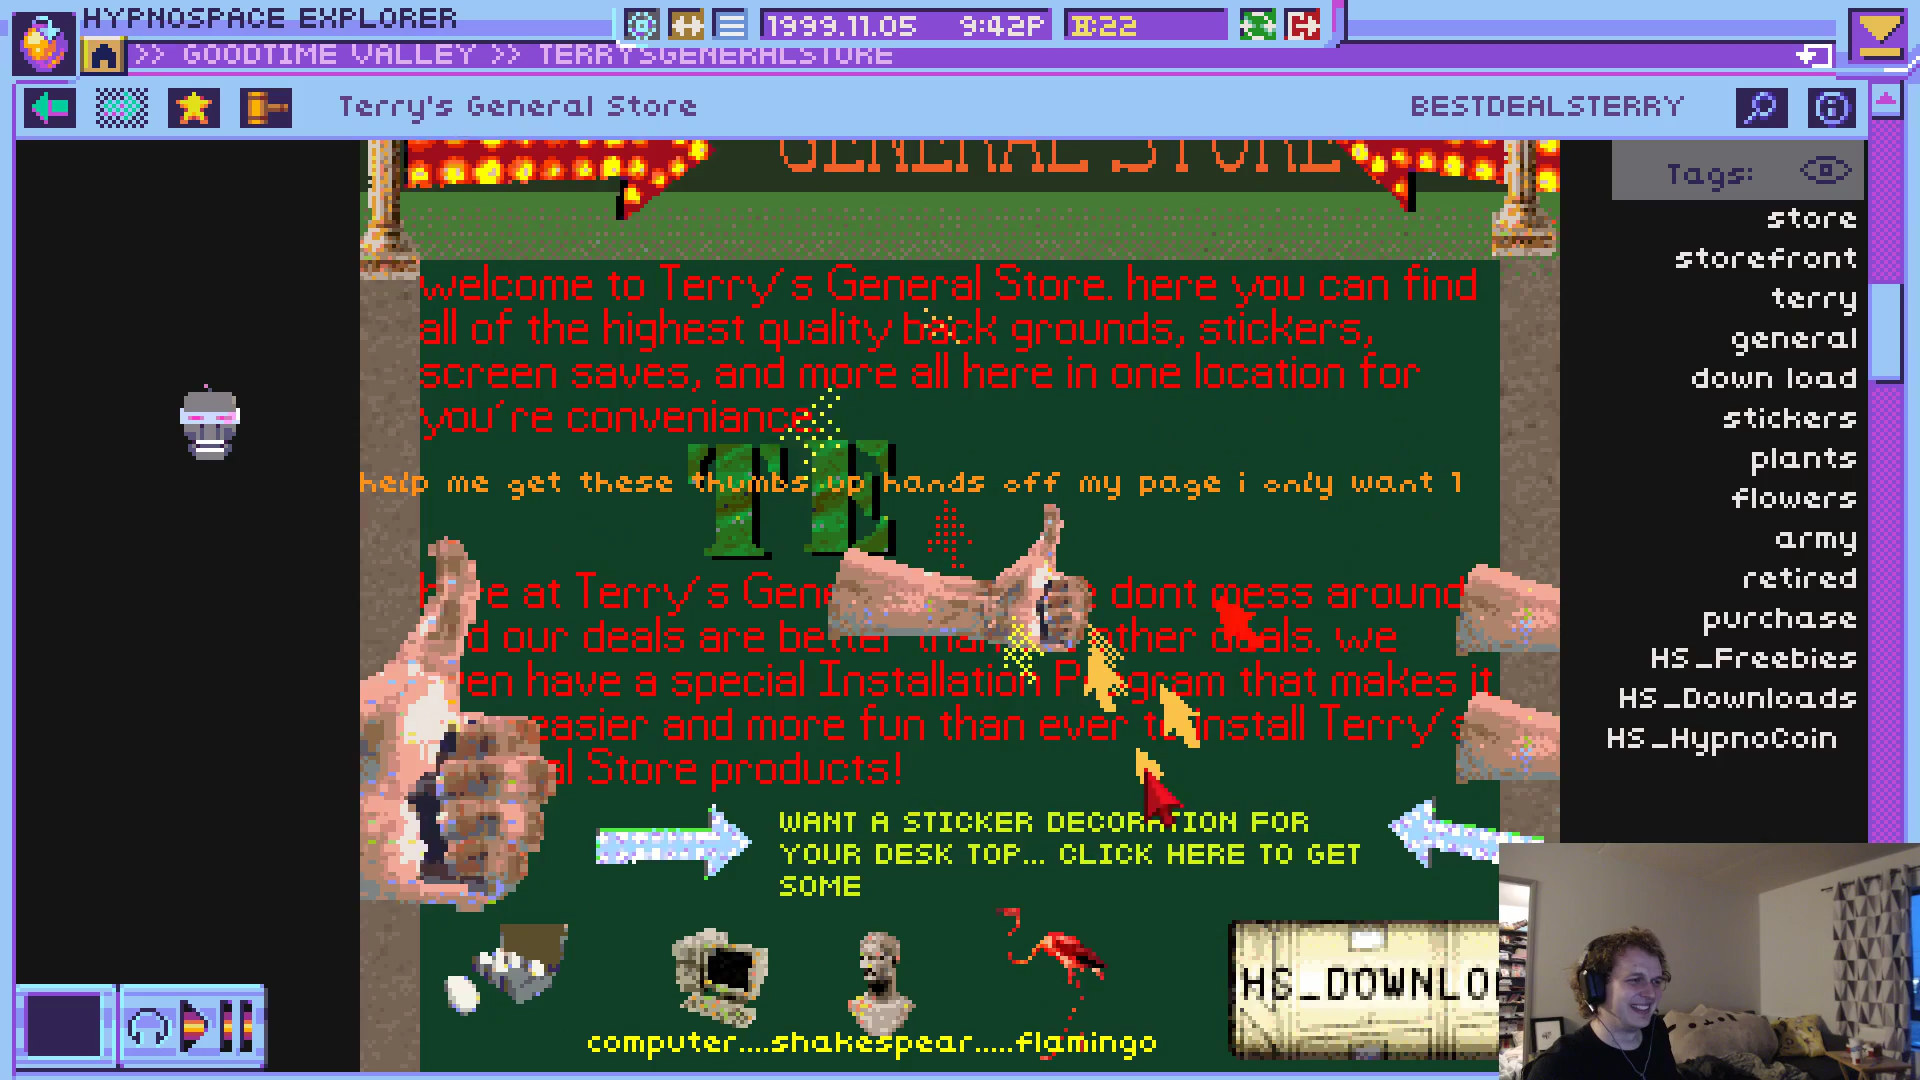 HYPNOSPACE EXPLORER
1999.11.05 9:42P
22
>> GOODTIME VALLEY >> TERRYSGENERALSTORE
Terry's General Store
BESTDEALSTERRY
GENERAL STORE
Tags:
store
storefront
terry
general
down load
stickers
plants
flowers
army
retired
purchase
HS_Freebies
HS_Downloads
HS_HypnoCoin
welcome to Terry's General Store. here you can find
all of the highest quality back grounds, stickers,
screen saves, and more all here in one location for
you're conveniance.
TE
help me get these thumbs up hands off my page i only want 1
at Terry's dont mess around
our deals are better than other deals. we
have a special Installation Program that makes it
easier and more fun than ever to install Terry's
Store products!
WANT A STICKER DECORATION FOR
YOUR DESK TOP... CLICK HERE TO GET
SOME
computer....shakespear.....flamingo